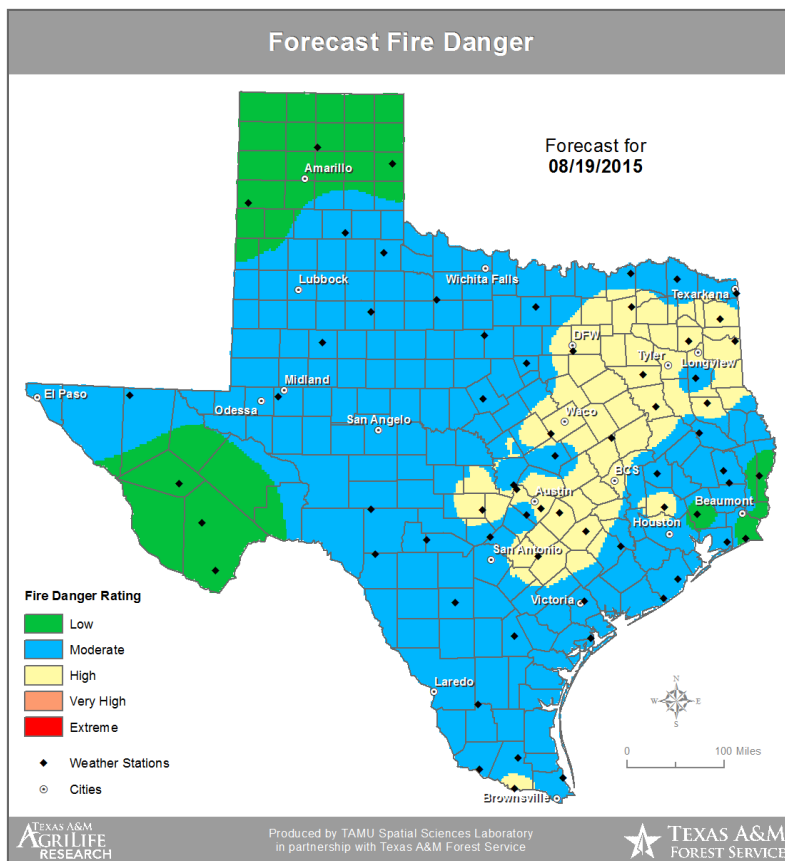 Forecast Fire Danger
Forecast for
08/19/2015
Amarillo
Lubbock
Wichita Falls
Texarkana
DFW
Tyler
Longview
El Paso
Midland
Odessa
San Angelo
Waco
BCS
Austin
Beaumont
Houston
San Antonio
Victoria
Laredo
Brownsville
Fire Danger Rating
Low
Moderate
High
Very High
Extreme
Weather Stations
Cities
N
W E
S
0 100 Miles
TEXAS A&M
AGRILIFE
RESEARCH
Produced by TAMU Spatial Sciences Laboratory
in partnership with Texas A&M Forest Service
TEXAS A&M
FOREST SERVICE